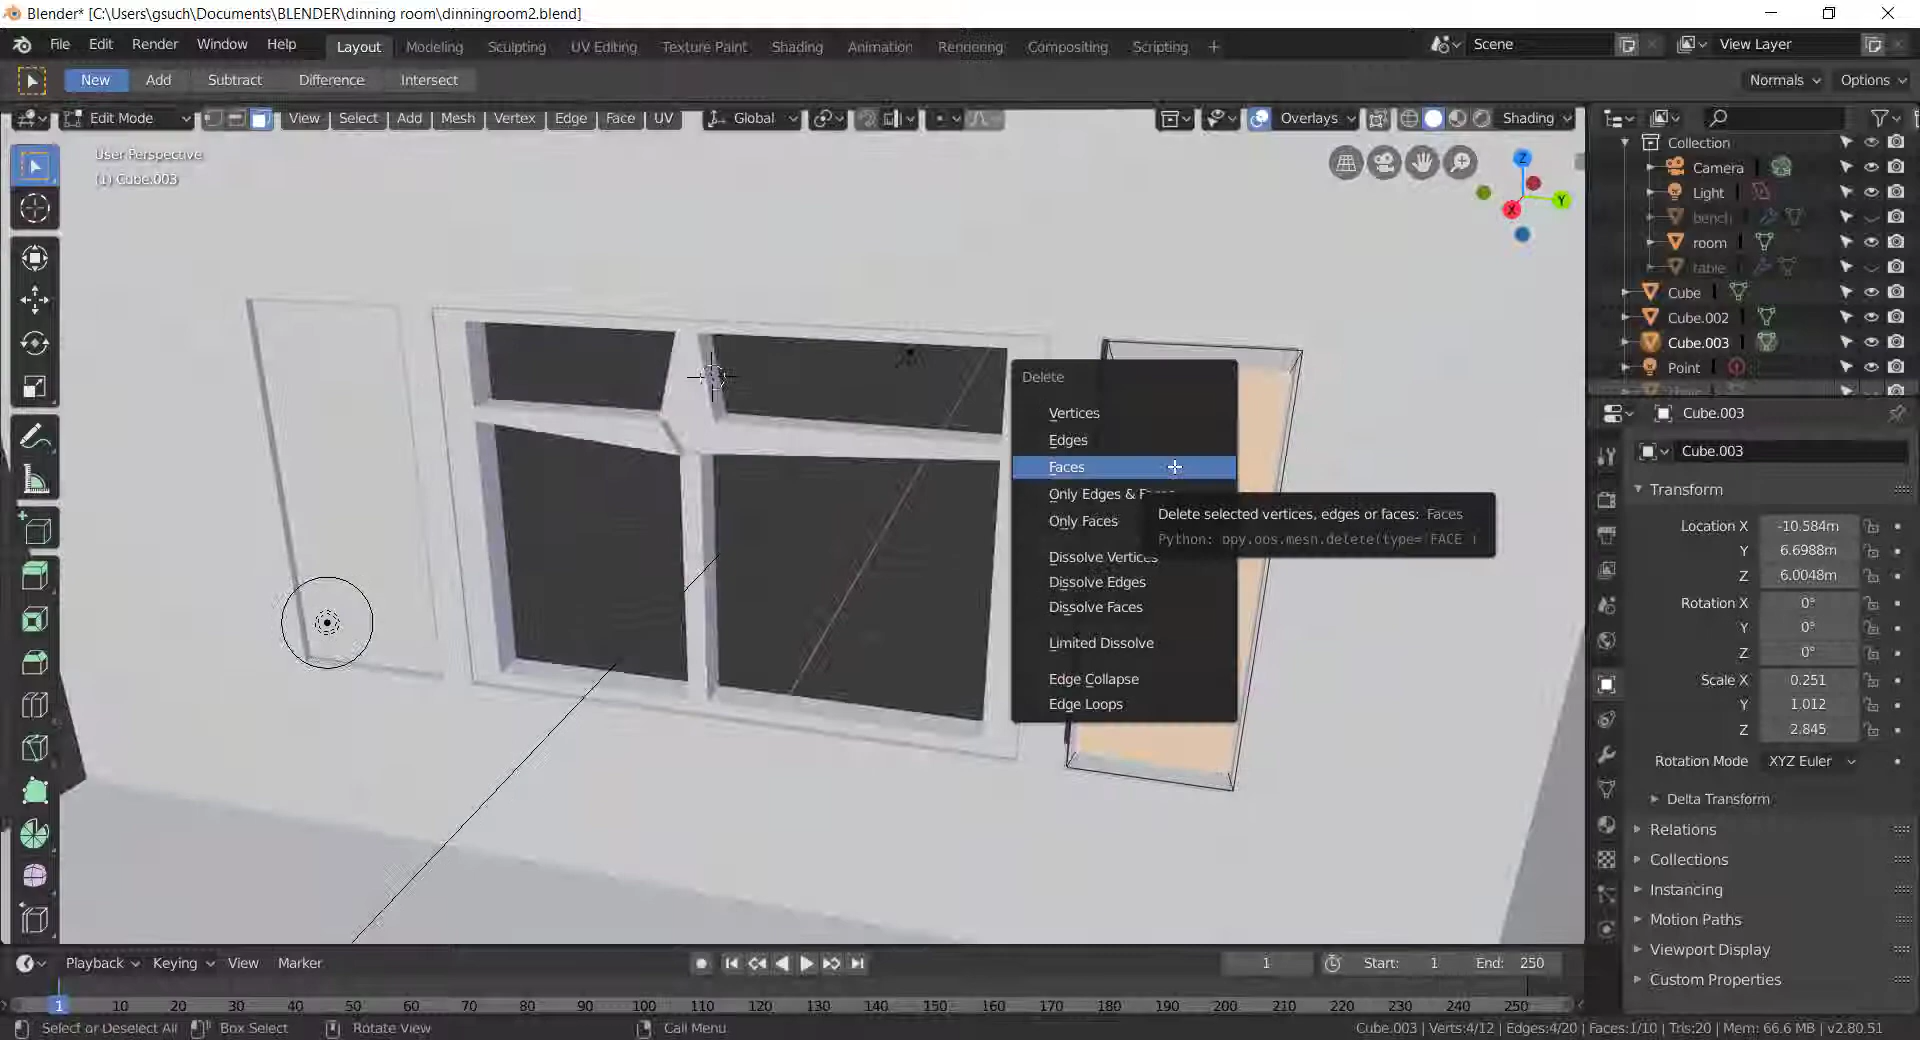 Blender* [C:\Users\gsuch\Documents\BLENDER\dinning room\dinningroom2.blend]
File Edit Render Window Help Layout Modeling Sculpting UV Editing Texture Paint Shading Animation Rendering Compositing Scripting + Scene View Layer
New Add Subtract Difference Intersect Normals Options
Edit Mode View Select Add Mesh Vertex Edge Face UV Global Overlays Shading
User Perspective
(1) Cube.003
Z
Y
X
Collection
Camera
Light
bench
room
table
Cube
Cube.002
Cube.003
Point
Delete
Vertices
Edges
Faces
Only Edges &
Only Faces
Dissolve Vertices
Dissolve Edges
Dissolve Faces
Limited Dissolve
Edge Collapse
Edge Loops
Delete selected vertices, edges or faces: Faces
Cube.003
Cube.003
Transform
Location X -10.584m
Y 6.6988m
Z 6.0048m
Rotation X 0°
Y 0°
Z 0°
Scale X 0.251
Y 1.012
Z 2.845
Rotation Mode XYZ Euler
Delta Transform
Relations
Collections
Instancing
Motion Paths
Viewport Display
Custom Properties
Playback Keying View Marker 1 Start: 1 End: 250
1 10 20 30 40 50 60 70 80 90 100 110 120 130 140 150 160 170 180 190 200 210 220 230 240 250
Select or Deselect All Box Select Rotate View Call Menu Cube.003 | Verts:4/12 | Edges:4/20 | Faces:1/10 | Tris:20 | Mem: 66.6 MB | v2.80.51